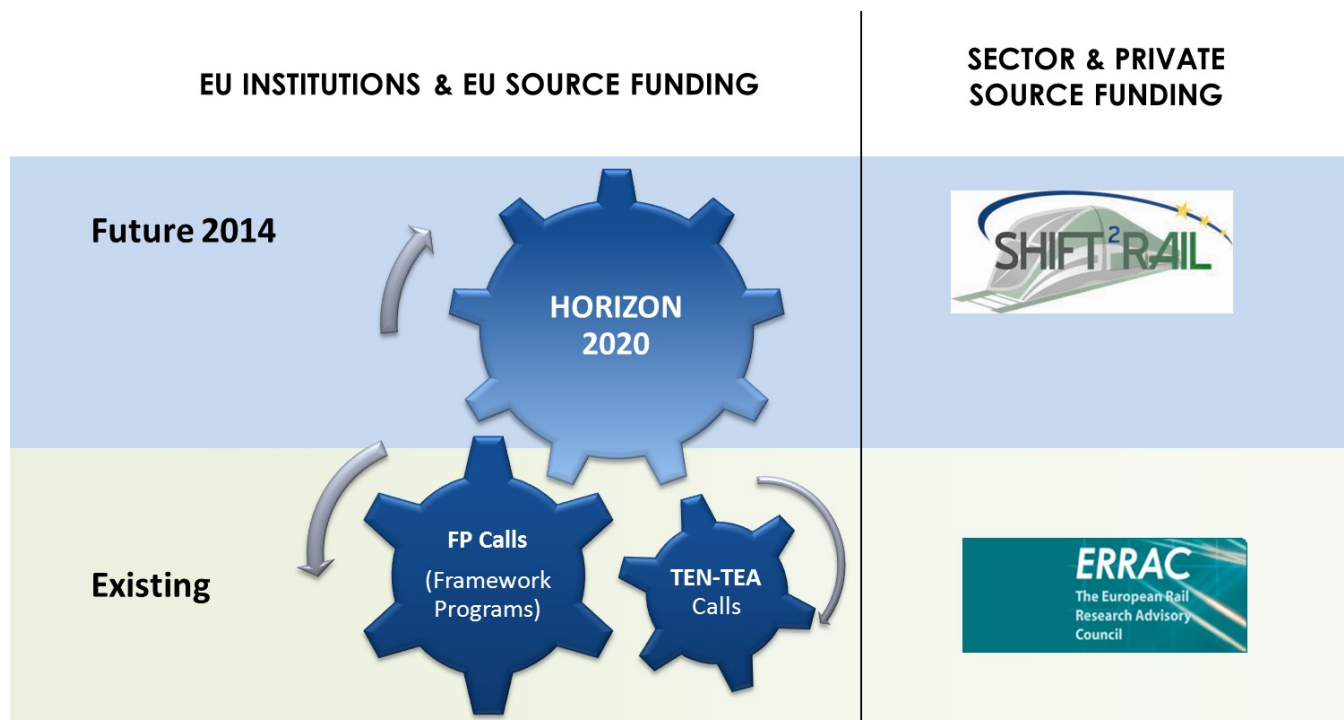 EU INSTITUTIONS & EU SOURCE FUNDING
SECTOR & PRIVATE
SOURCE FUNDING
Future 2014
HORIZON
2020
SHIFT2RAIL
Existing
FP Calls
(Framework
Programs)
TEN-TEA
Calls
ERRAC
The European Rail
Research Advisory
Council